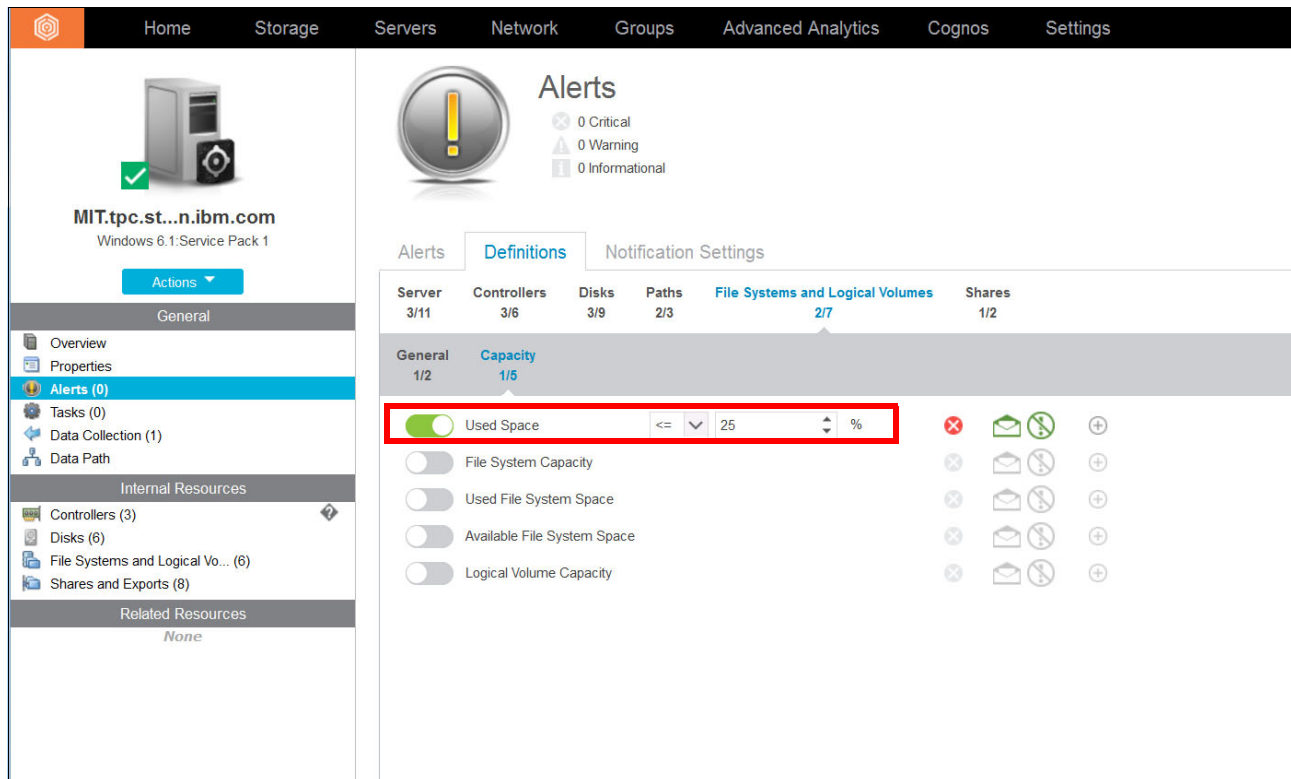 Home Storage Servers Network Groups Advanced Analytics Cognos Settings
MIT.tpc.st...n.ibm.com
Windows 6.1:Service Pack 1
Actions
General
Overview
Properties
Alerts (0)
Tasks (0)
Data Collection (1)
Data Path
Internal Resources
Controllers (3)
Disks (6)
File Systems and Logical Vo... (6)
Shares and Exports (8)
Related Resources
None
Alerts
0 Critical
0 Warning
0 Informational
Alerts Definitions Notification Settings
Server Controllers Disks Paths File Systems and Logical Volumes Shares
3/11 3/6 3/9 2/3 2/7 1/2
General Capacity
1/2 1/5
Used Space <= 25 %
File System Capacity
Used File System Space
Available File System Space
Logical Volume Capacity